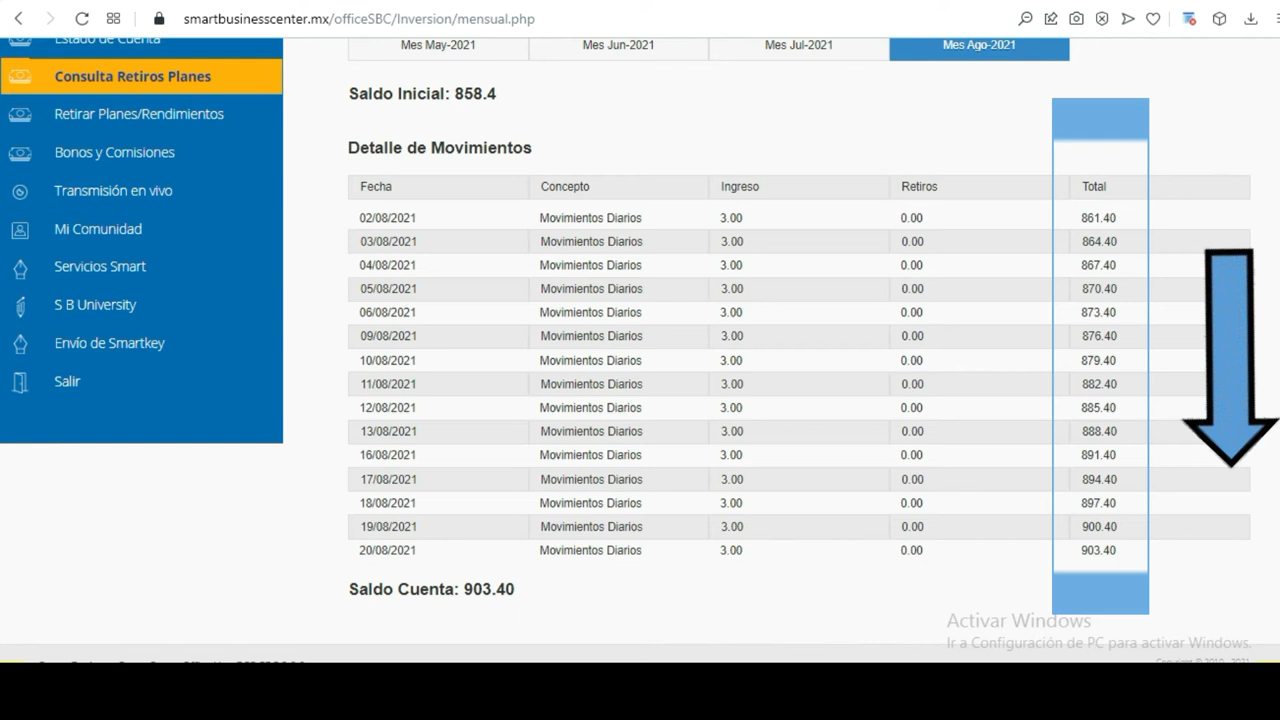 smartbusinesscenter.mx/officeSBC/Inversion/mensual.php
Estado de Cuenta
Consulta Retiros Planes
Retirar Planes/Rendimientos
Bonos y Comisiones
Transmisión en vivo
Mi Comunidad
Servicios Smart
S B University
Envío de Smartkey
Salir
Mes May-2021 Mes Jun-2021 Mes Jul-2021 Mes Ago-2021
Saldo Inicial: 858.4
Detalle de Movimientos
Fecha Concepto Ingreso Retiros Total
02/08/2021 Movimientos Diarios 3.00 0.00 861.40
03/08/2021 Movimientos Diarios 3.00 0.00 864.40
04/08/2021 Movimientos Diarios 3.00 0.00 867.40
05/08/2021 Movimientos Diarios 3.00 0.00 870.40
06/08/2021 Movimientos Diarios 3.00 0.00 873.40
09/08/2021 Movimientos Diarios 3.00 0.00 876.40
10/08/2021 Movimientos Diarios 3.00 0.00 879.40
11/08/2021 Movimientos Diarios 3.00 0.00 882.40
12/08/2021 Movimientos Diarios 3.00 0.00 885.40
13/08/2021 Movimientos Diarios 3.00 0.00 888.40
16/08/2021 Movimientos Diarios 3.00 0.00 891.40
17/08/2021 Movimientos Diarios 3.00 0.00 894.40
18/08/2021 Movimientos Diarios 3.00 0.00 897.40
19/08/2021 Movimientos Diarios 3.00 0.00 900.40
20/08/2021 Movimientos Diarios 3.00 0.00 903.40
Saldo Cuenta: 903.40
Activar Windows
Ir a Configuración de PC para activar Windows.